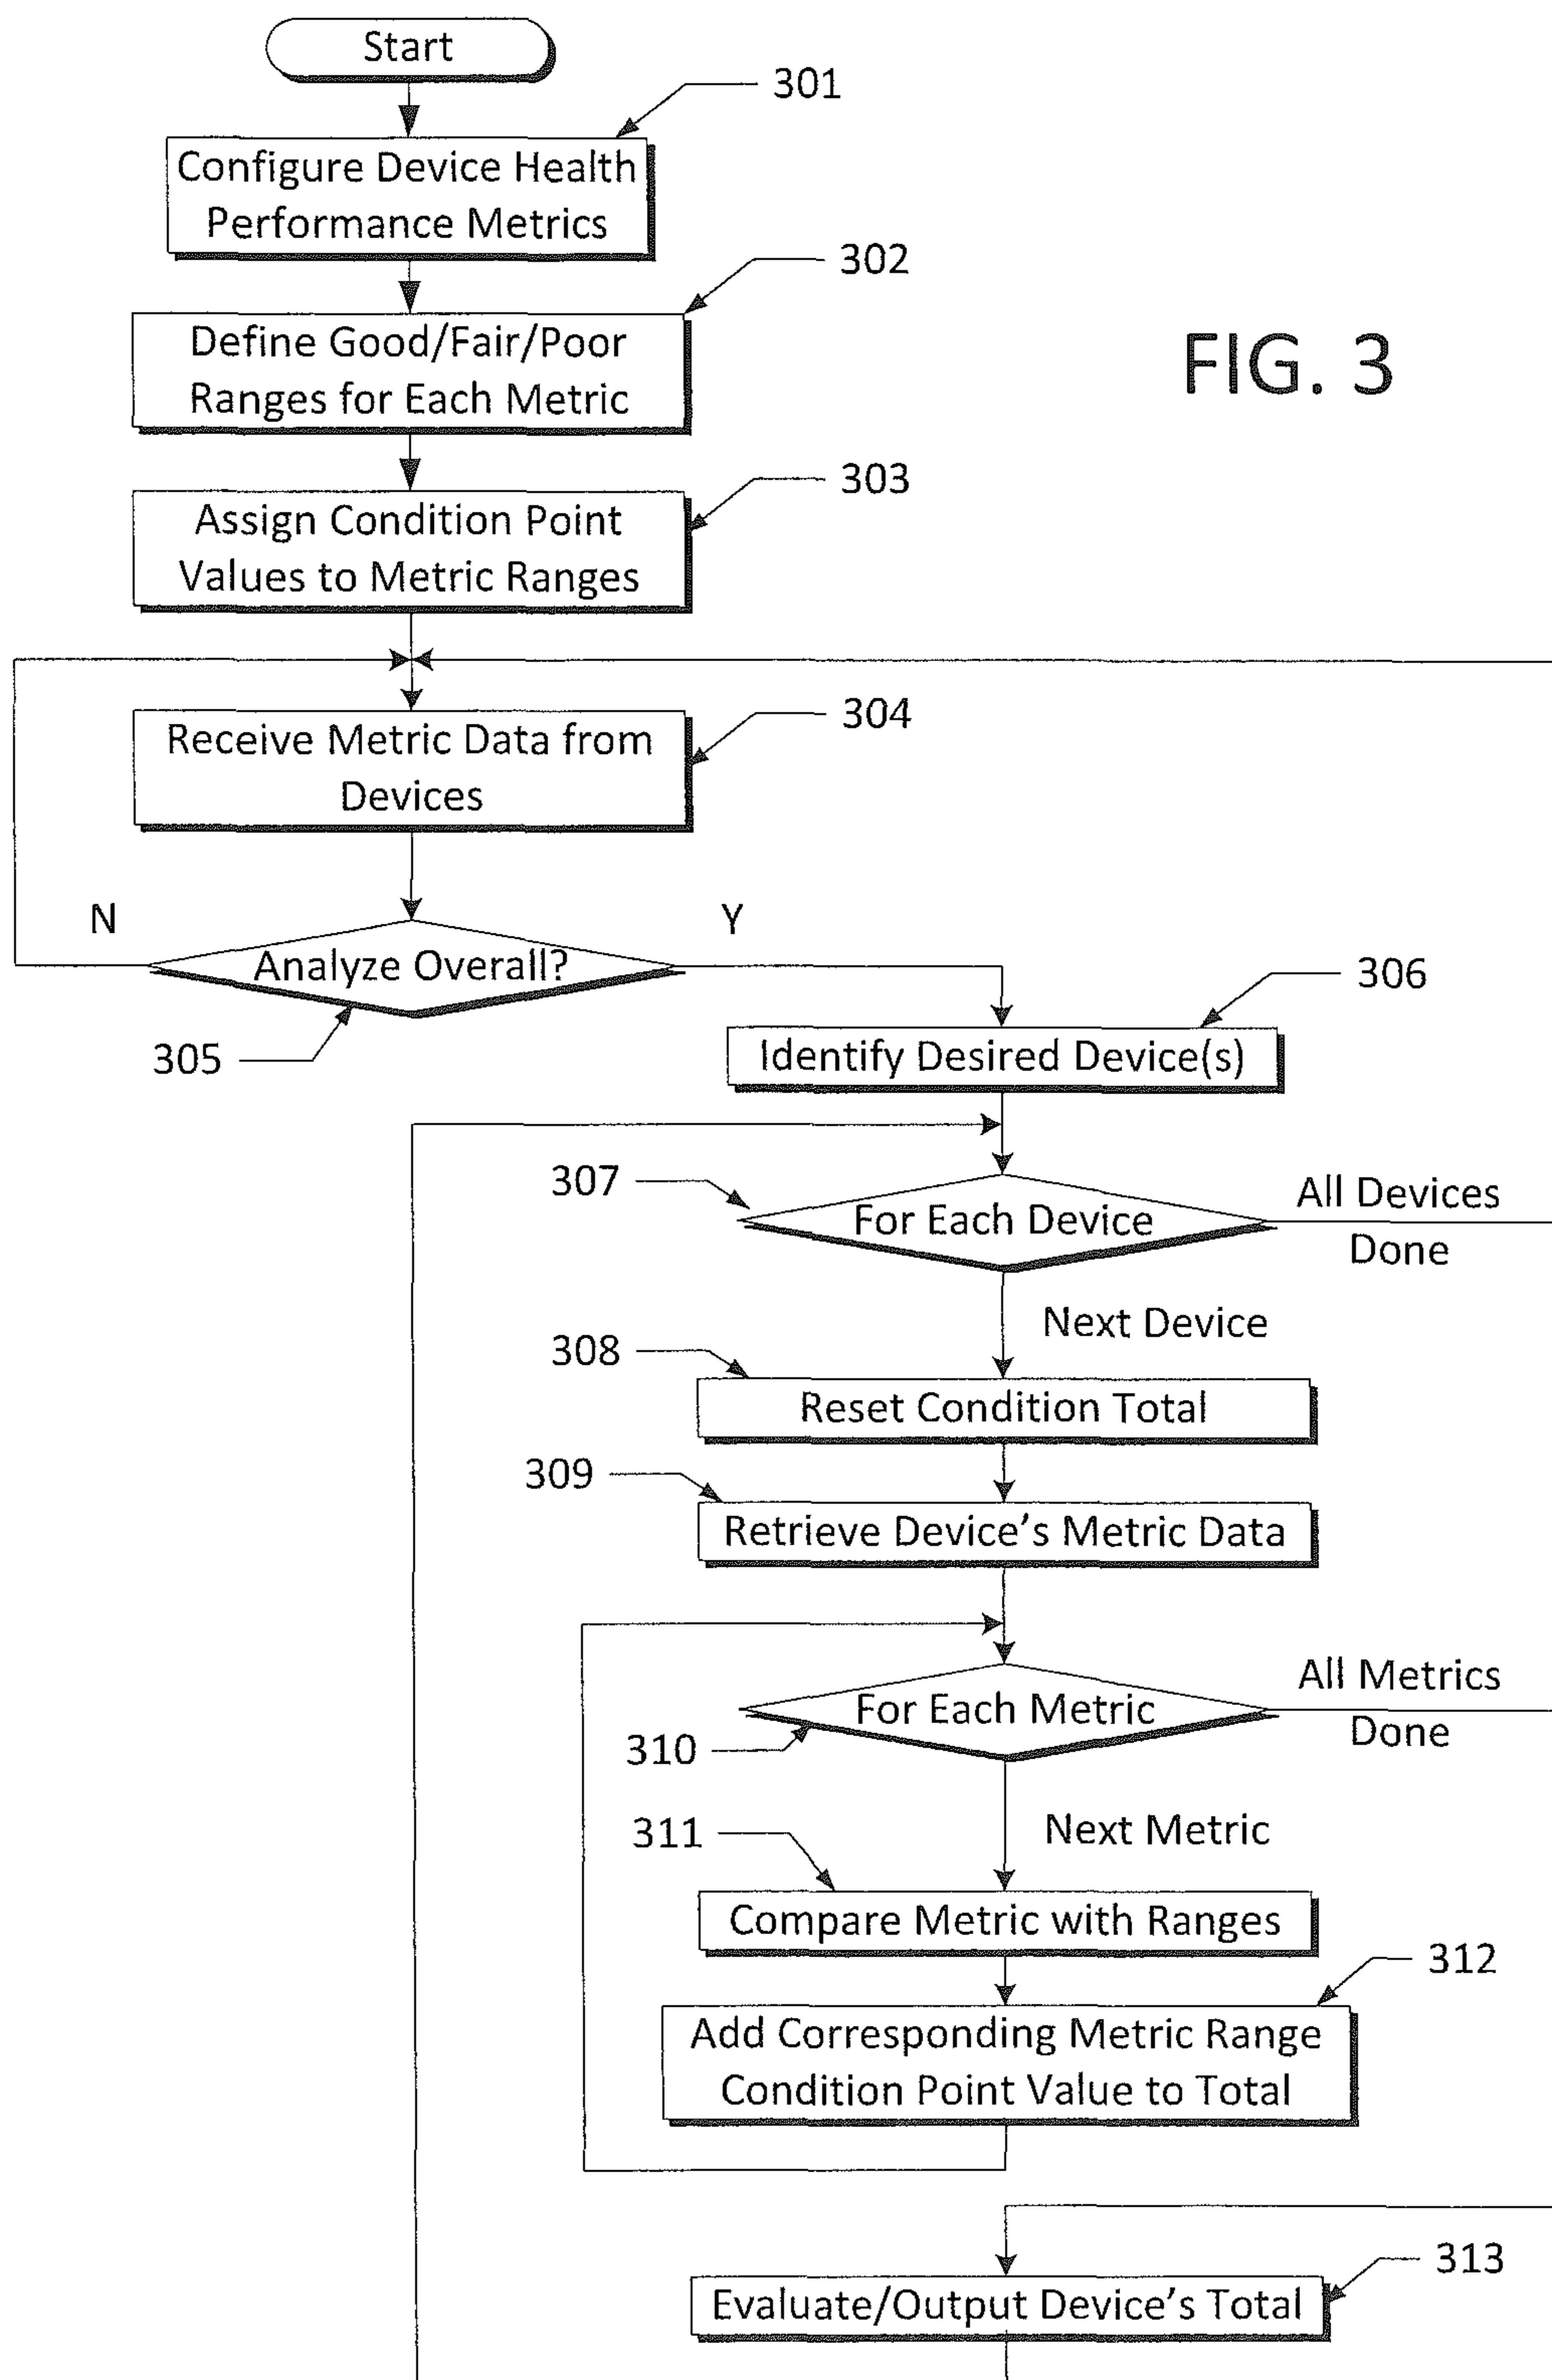 Start
301
Configure Device Health
Performance Metrics
302
Define Good/Fair/Poor
Ranges for Each Metric
FIG. 3
303
Assign Condition Point
Values to Metric Ranges
304
Receive Metric Data from
Devices
N
Y
Analyze Overall?
305
306
Identify Desired Device(s)
307
For Each Device
All Devices
Done
Next Device
308
Reset Condition Total
309
Retrieve Device’s Metric Data
For Each Metric
All Metrics
Done
310
Next Metric
311
Compare Metric with Ranges
312
Add Corresponding Metric Range
Condition Point Value to Total
313
Evaluate/Output Device’s Total